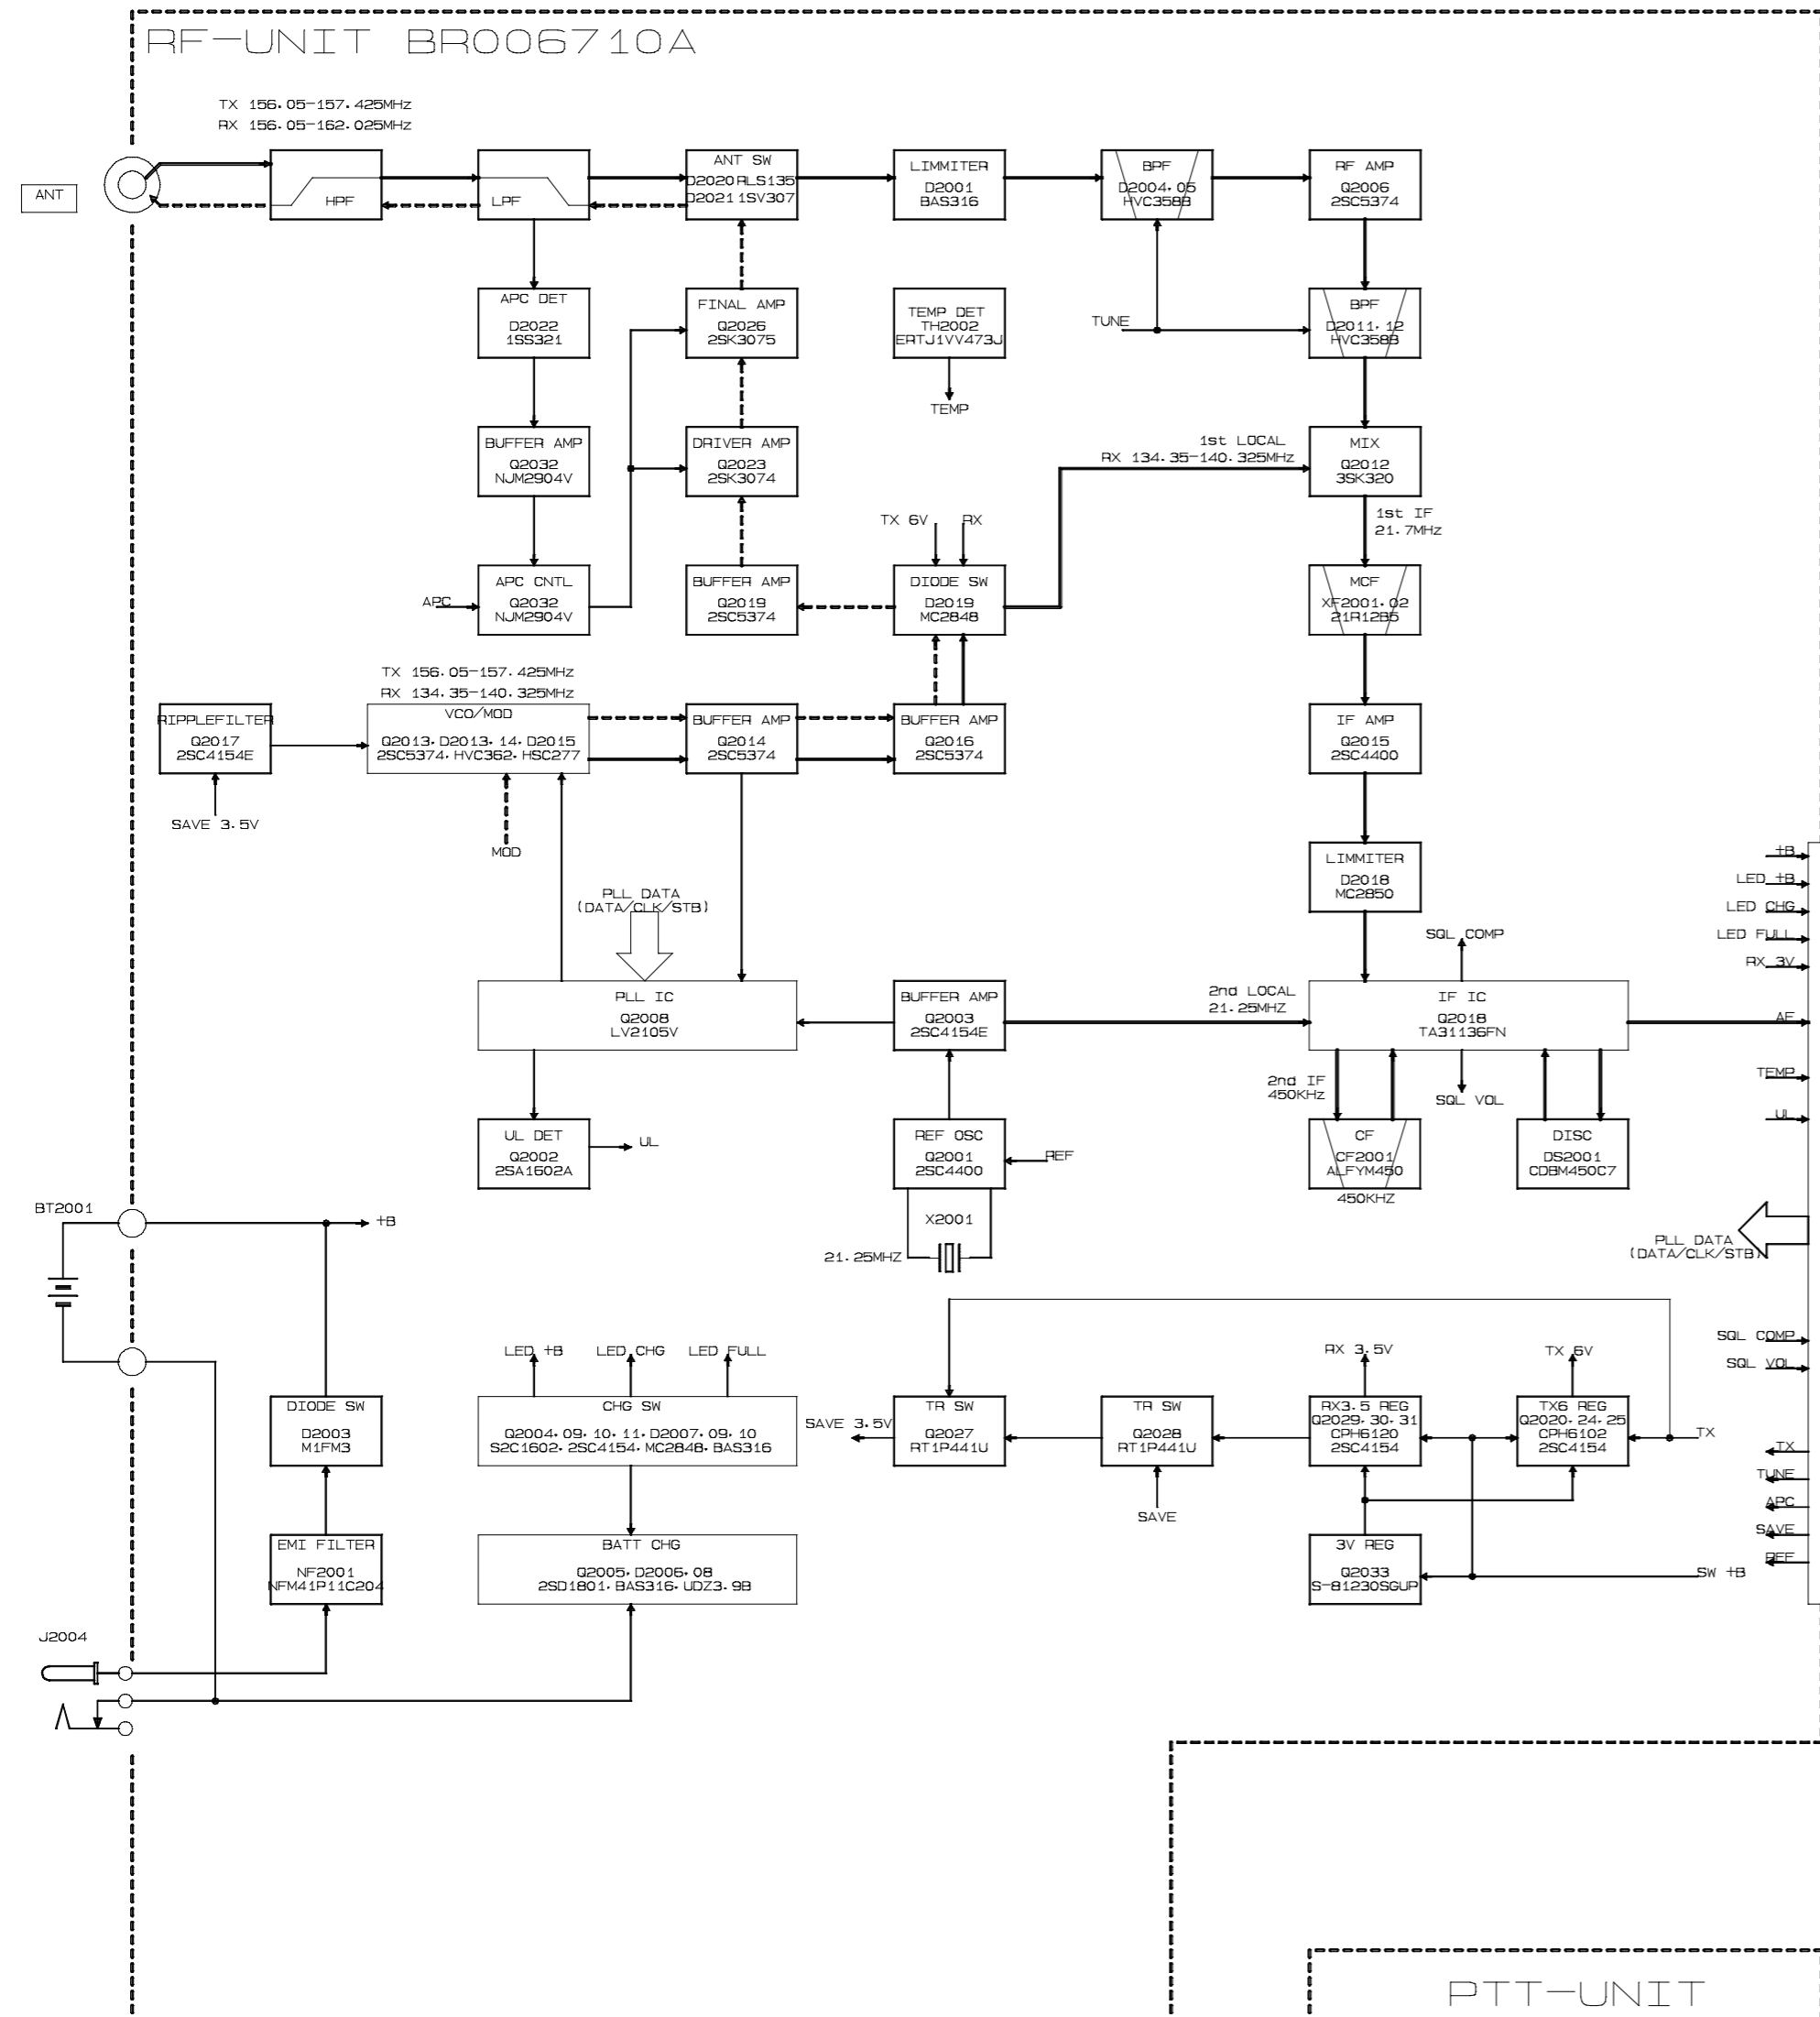 RF-UNIT BR006710A
TX 156.05-157.425MHz
RX 156.05-162.025MHz
ANT
HPF
LPF
ANT SW
D2020 RLS135
D2021 1SV307
LIMMITER
D2001
BAS316
BPF
D2004,05
HVC358B
RF AMP
Q2006
2SC5374
APC DET
D2022
1SS321
FINAL AMP
Q2026
2SK3075
TEMP DET
TH2002
ERTJ1VV473J
TEMP
TUNE
BPF
D2011,12
HVC358B
BUFFER AMP
Q2032
NJM2904V
DRIVER AMP
Q2023
2SK3074
1st LOCAL
RX 134.35-140.325MHz
MIX
Q2012
3SK320
1st IF
21.7MHz
TX 6V
RX
APC
APC CNTL
Q2032
NJM2904V
BUFFER AMP
Q2019
2SC5374
DIODE SW
D2019
MC2848
MCF
XF2001,02
21R12B5
TX 156.05-157.425MHz
RX 134.35-140.325MHz
RIPPLEFILTER
Q2017
2SC4154E
VCO/MOD
Q2013,D2013,14,D2015
2SC5374,HVC362,HSC277
BUFFER AMP
Q2014
2SC5374
BUFFER AMP
Q2016
2SC5374
IF AMP
Q2015
2SC4400
SAVE 3.5V
MOD
LIMMITER
D2018
MC2850
PLL DATA
(DATA/CLK/STB)
+B
LED +B
LED CHG
LED FULL
RX 3V
SQL COMP
PLL IC
Q2008
LV2105V
BUFFER AMP
Q2003
2SC4154E
2nd LOCAL
21.25MHZ
IF IC
Q2018
TA31136FN
AF
2nd IF
450KHz
SQL VOL
TEMP
UL
UL DET
Q2002
2SA1602A
UL
REF OSC
Q2001
2SC4400
REF
CF
CF2001
ALFYM450
450KHZ
DISC
DS2001
CDBM450C7
BT2001
+B
X2001
21.25MHZ
PLL DATA
(DATA/CLK/STB)
LED +B
LED CHG
LED FULL
RX 3.5V
TX 6V
SQL COMP
SQL VOL
DIODE SW
D2003
M1FM3
CHG SW
Q2004,09,10,11,D2007,09,10
S2C1602,2SC4154,MC2848,BAS316
SAVE 3.5V
TR SW
Q2027
RT1P441U
TR SW
Q2028
RT1P441U
RX3.5 REG
Q2029,30,31
CPH6120
2SC4154
TX6 REG
Q2020,24,25
CPH6102
2SC4154
TX
TX
TUNE
APC
SAVE
REF
SAVE
EMI FILTER
NF2001
NFM41P11C204
BATT CHG
Q2005,D2006,08
2SD1801,BAS316,UDZ3.9B
3V REG
Q2033
S-81230SGUP
SW +B
J2004
PTT-UNIT